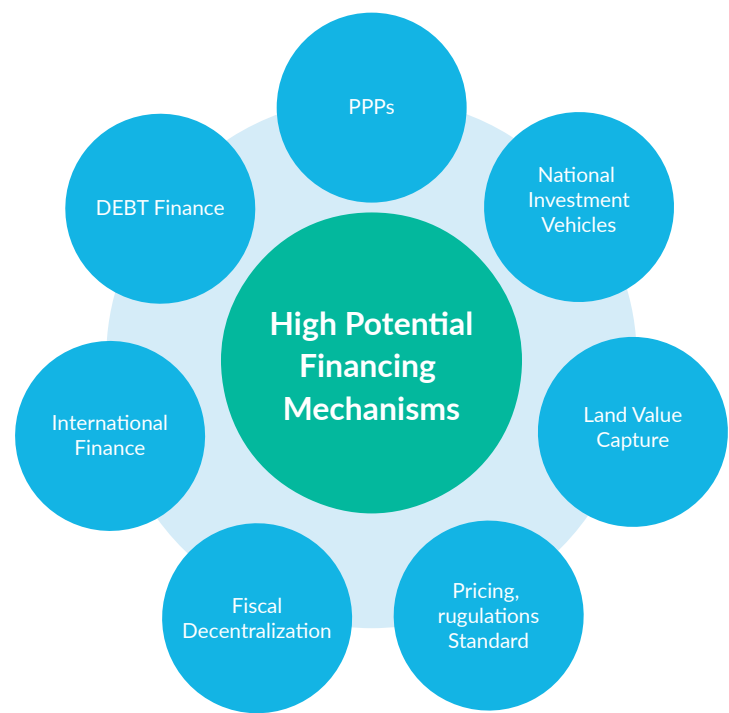 PPPs
National
Investment
Vehicles
DEBT Finance
High Potential
Financing
Mechanisms
Land Value
Capture
International
Finance
Pricing,
rugulations
Standard
Fiscal
Decentralization